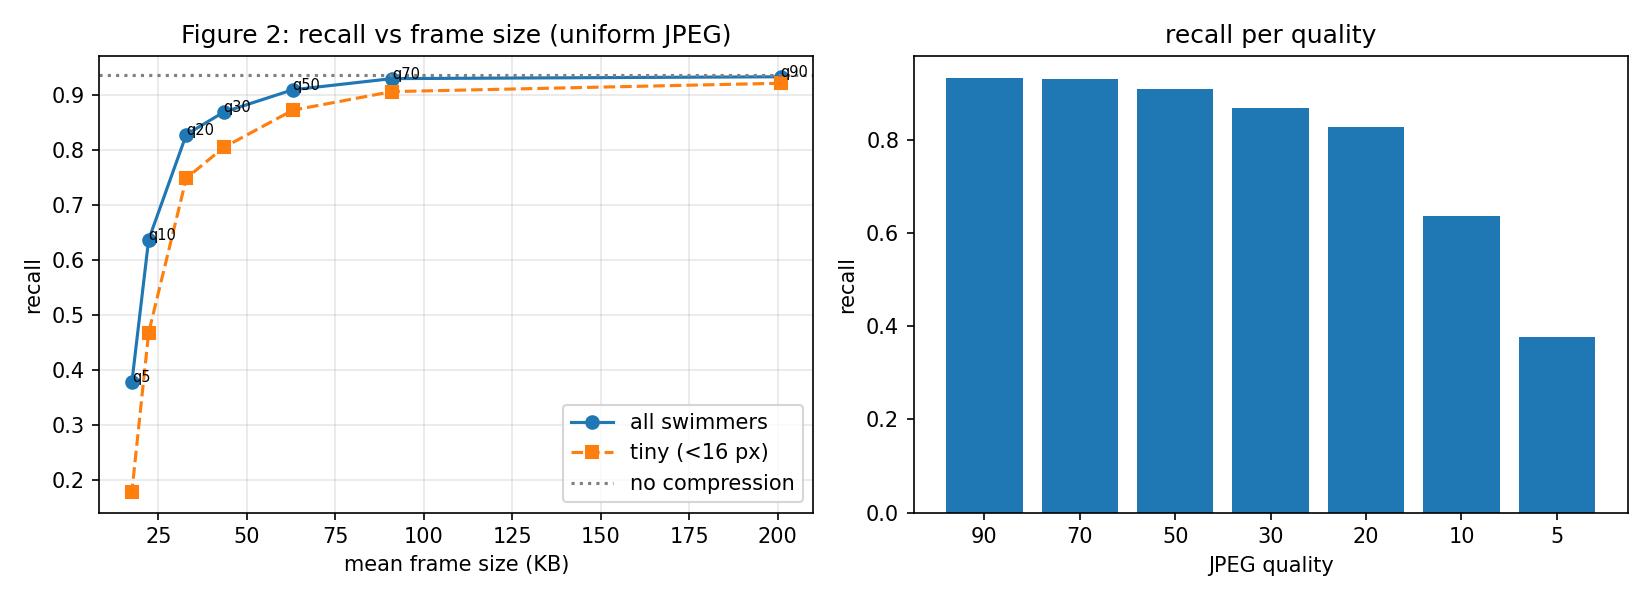 Figure 2: recall vs frame size (uniform JPEG)
recall
0.9
0.8
0.7
0.6
0.5
0.4
0.3
0.2
q90
q70
q50
q30
q20
q10
q5
all swimmers
tiny (<16 px)
no compression
25 50 75 100 125 150 175 200
mean frame size (KB)
recall per quality
recall
0.8
0.6
0.4
0.2
0.0
90 70 50 30 20 10 5
JPEG quality